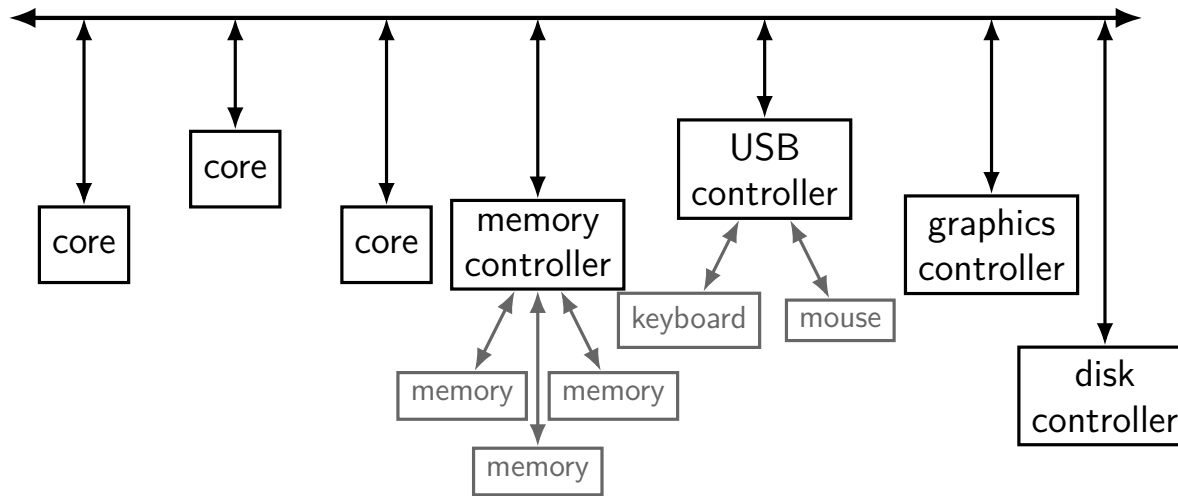 core
core
core
memory
controller
USB
controller
graphics
controller
disk
controller
keyboard
mouse
memory
memory
memory